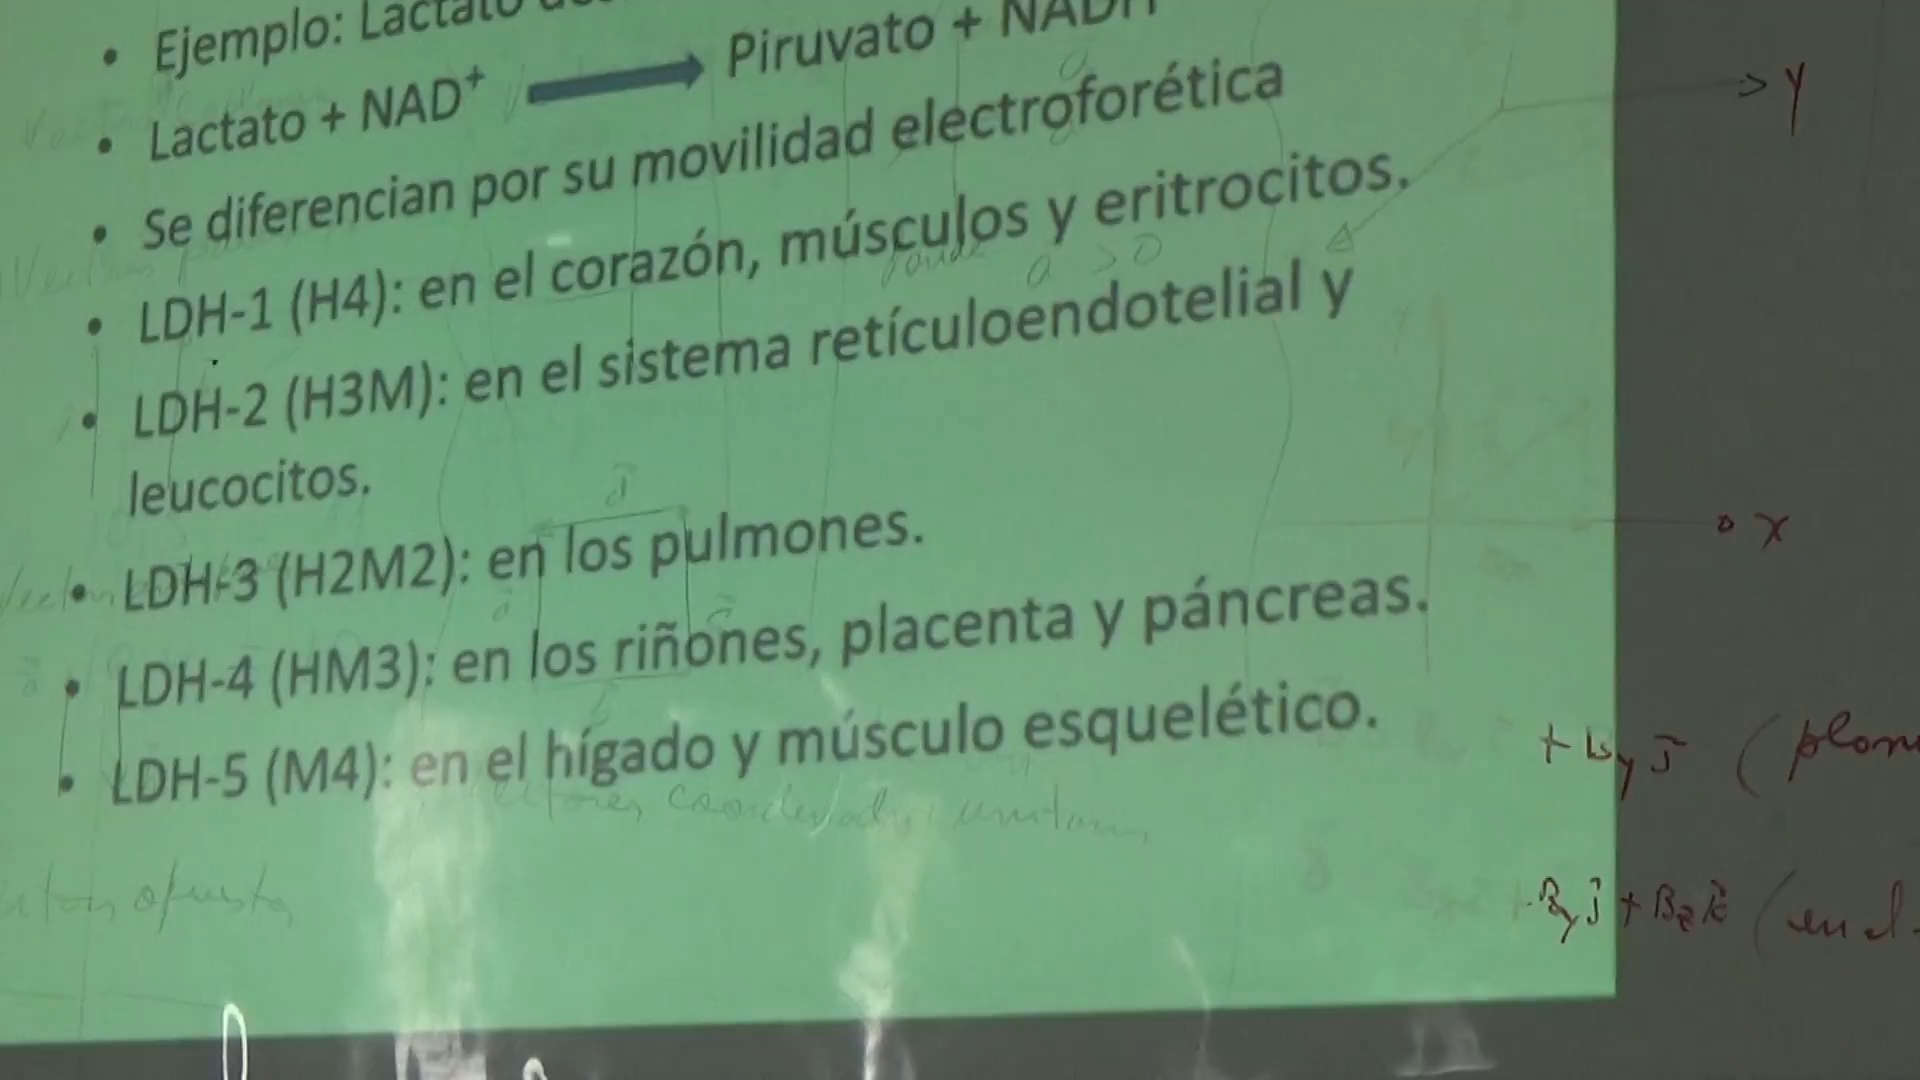 • Ejemplo: Lactato
• Lactato + NAD⁺ → Piruvato + NADH
• Se diferencian por su movilidad electroforética
• LDH-1 (H4): en el corazón, músculos y eritrocitos.
• LDH-2 (H3M): en el sistema retículoendotelial y
leucocitos.
• LDH-3 (H2M2): en los pulmones.
• LDH-4 (HM3): en los riñones, placenta y páncreas.
• LDH-5 (M4): en el hígado y músculo esquelético.
y
a > 0
x